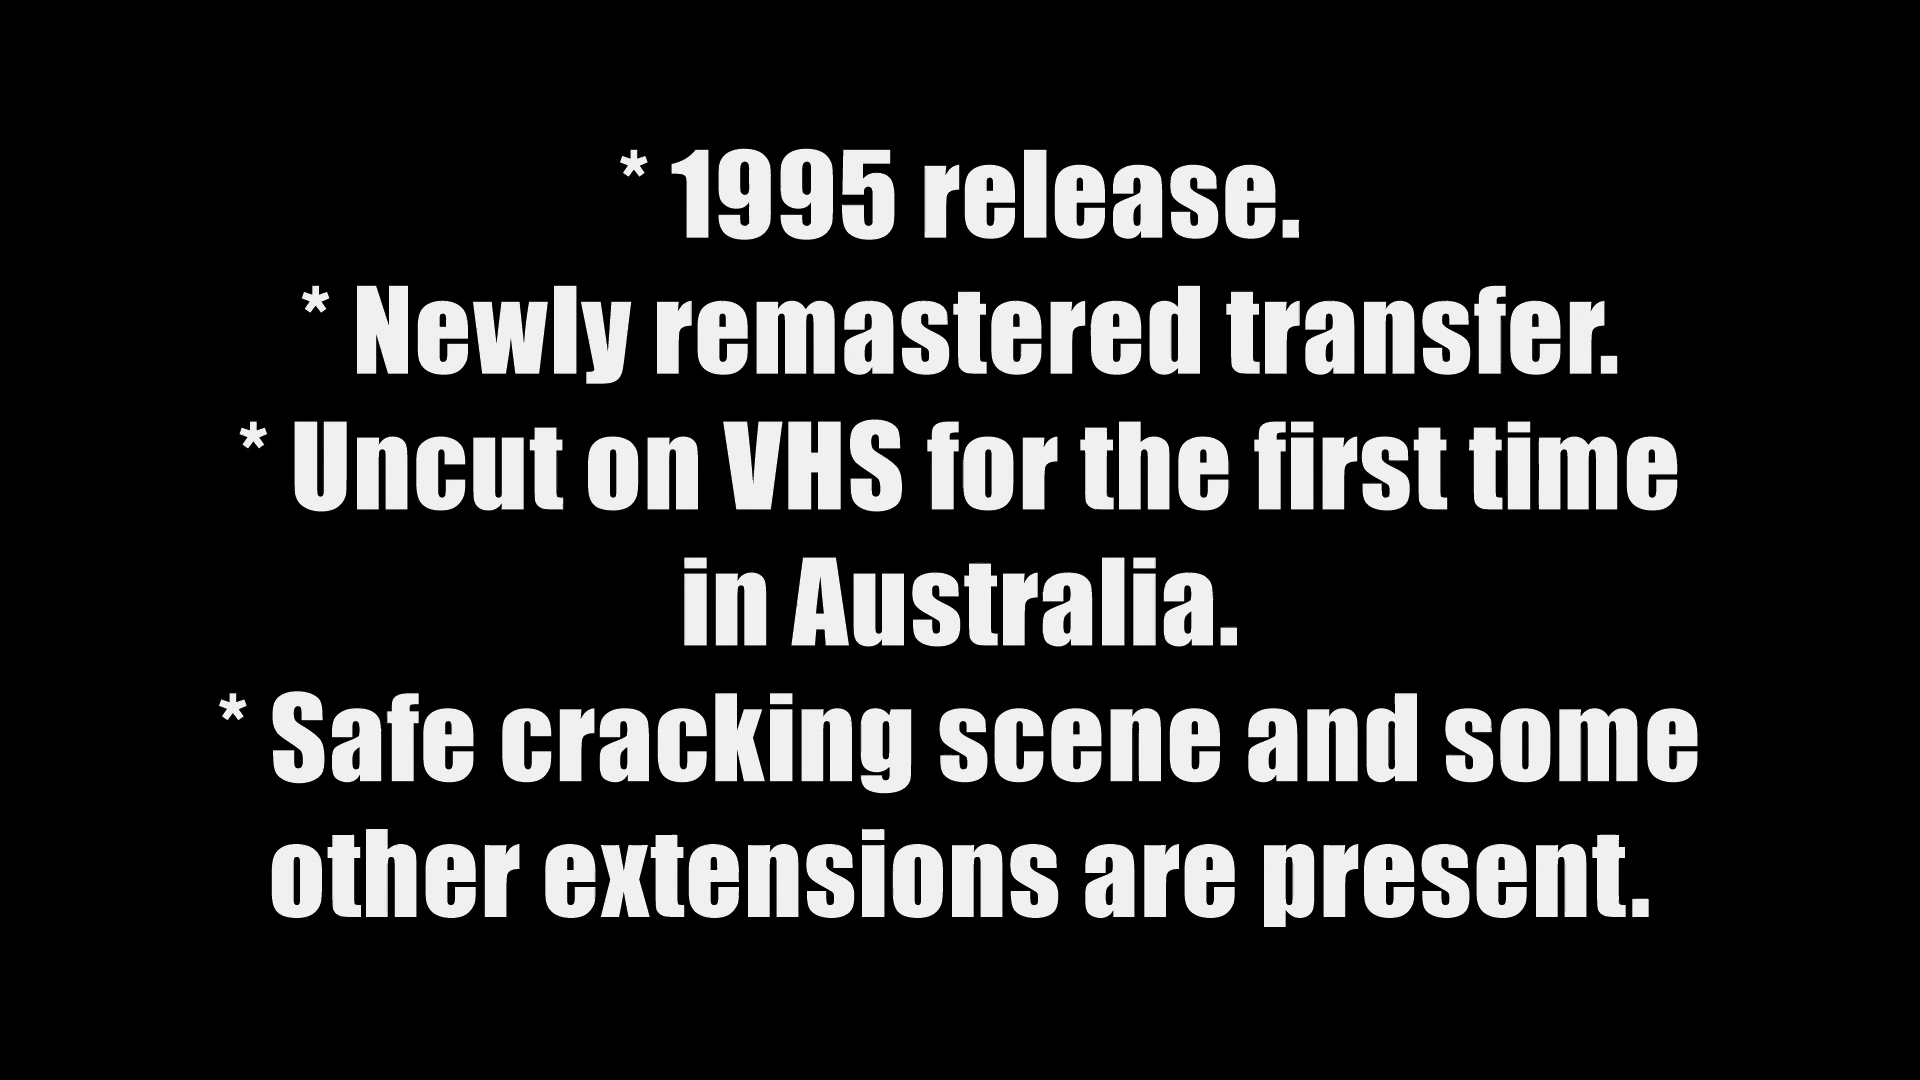 * 1995 release.
* Newly remastered transfer.
* Uncut on VHS for the first time
in Australia.
* Safe cracking scene and some
other extensions are present.